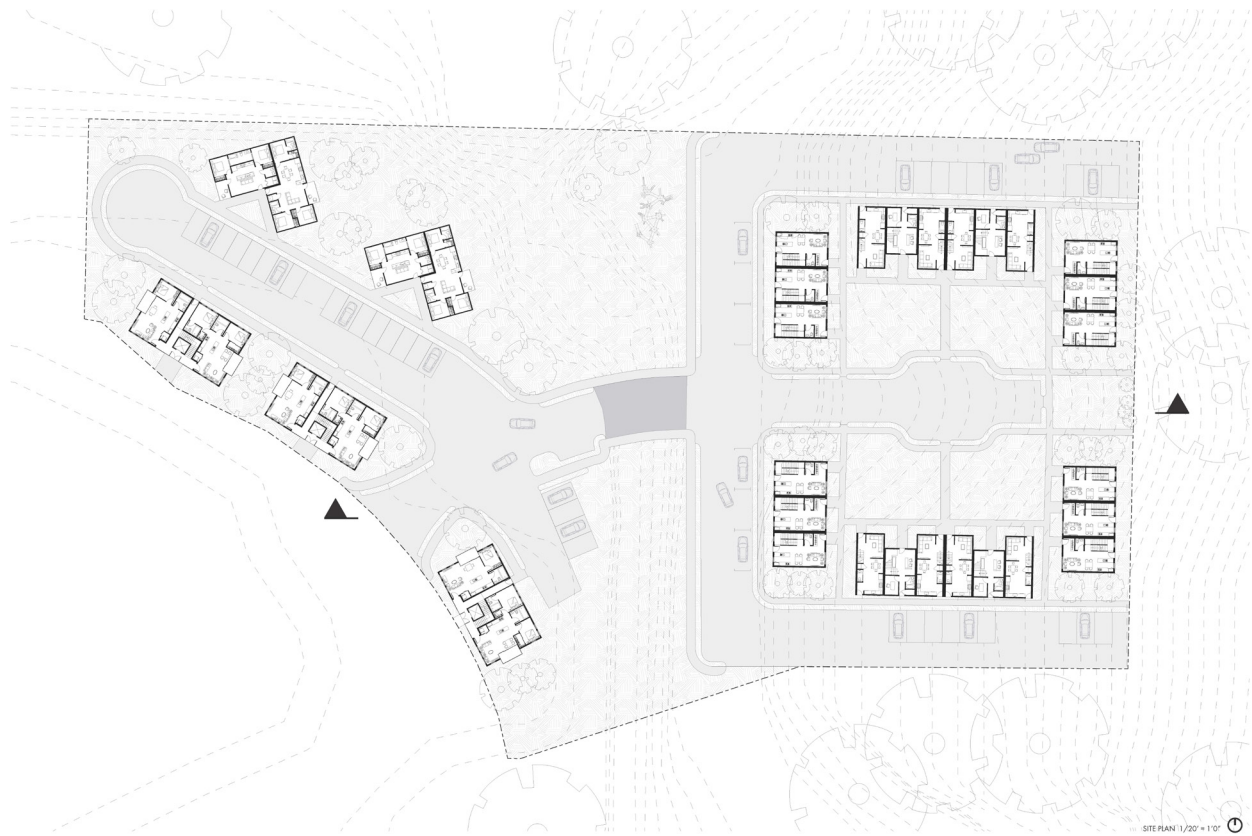 SITE PLAN 1/20' = 1'0"